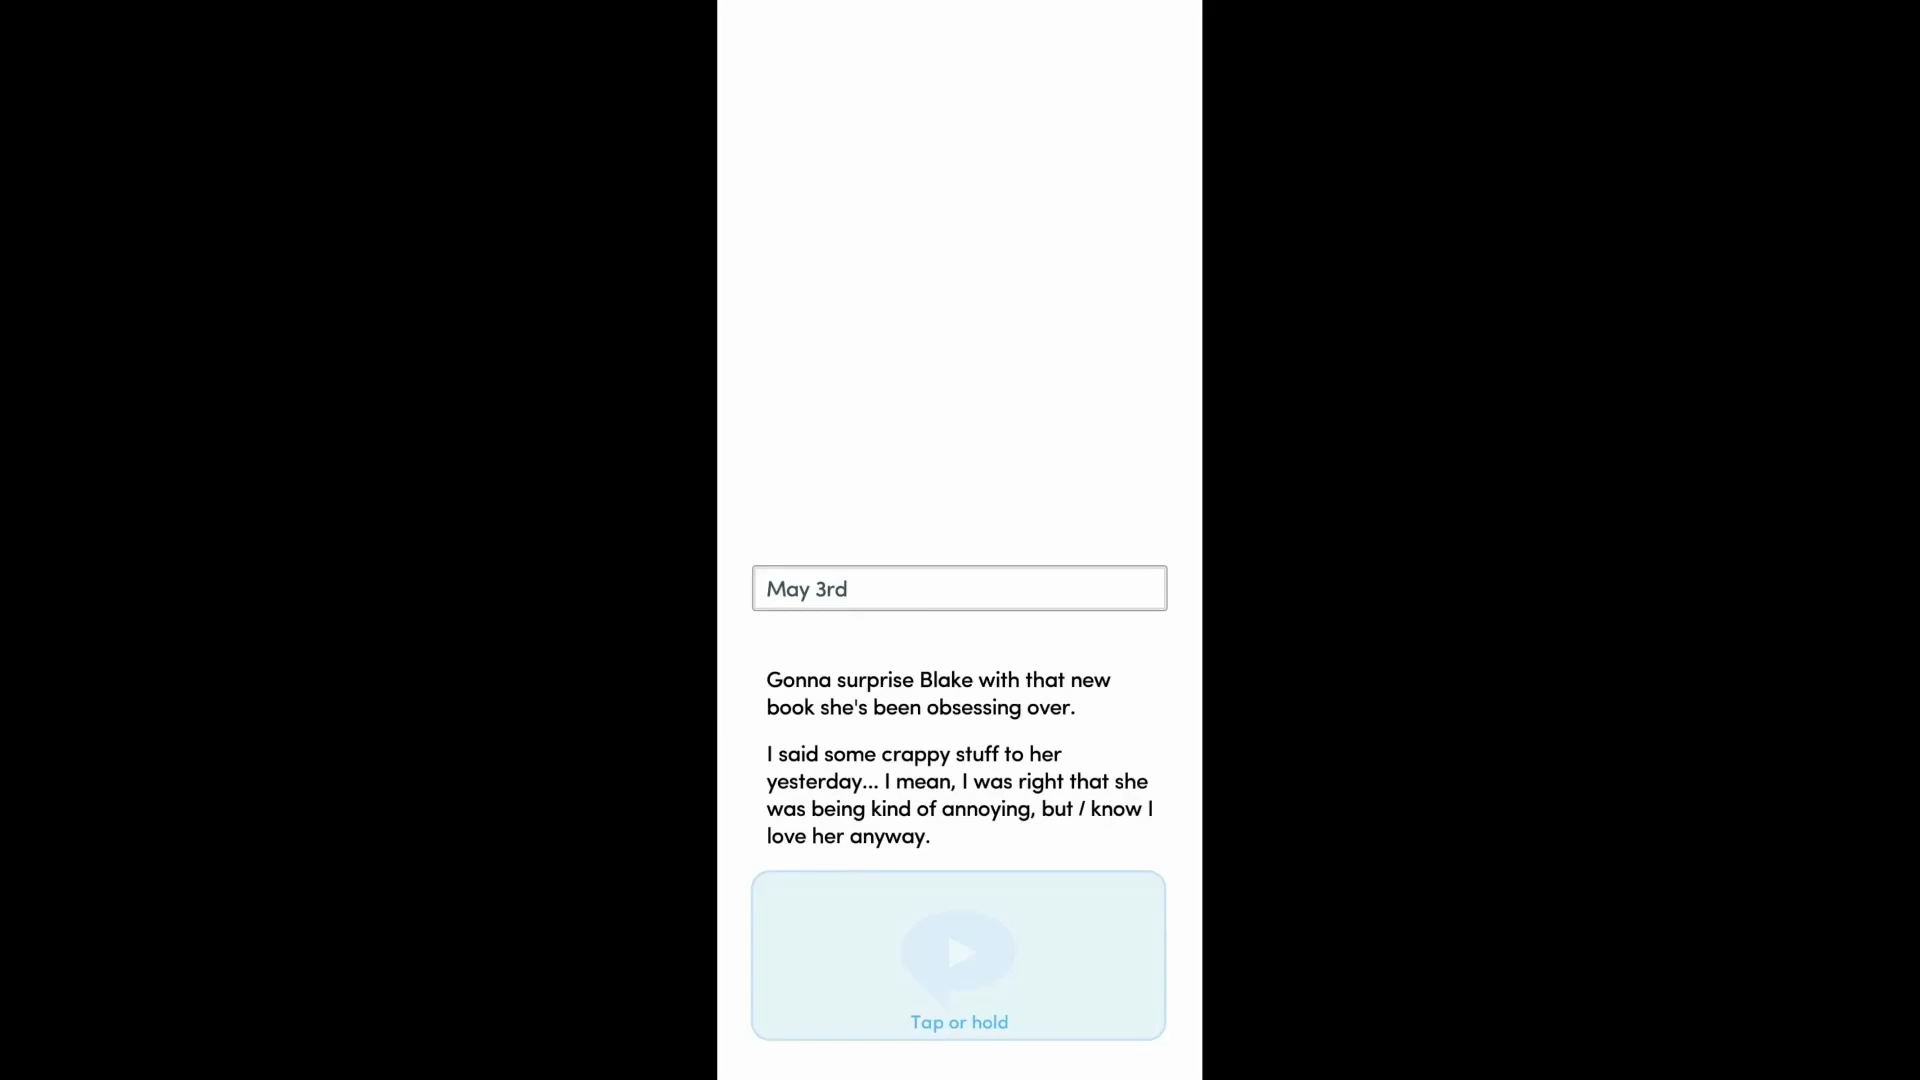 May 3rd
Gonna surprise Blake with that new
book she's been obsessing over.
I said some crappy stuff to her
yesterday... I mean, I was right that she
was being kind of annoying, but I know I
love her anyway.
Tap or hold